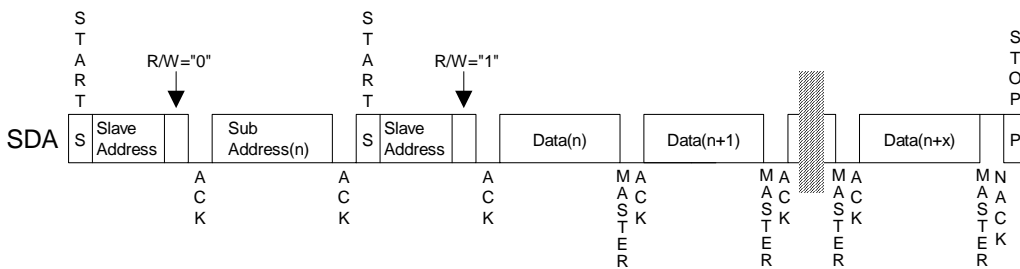 START
START
STOP
R/W="0"
R/W="1"
SDA
S
Slave
Address
Sub
Address(n)
S
Slave
Address
Data(n)
Data(n+1)
Data(n+x)
P
ACK
ACK
ACK
MASTER
ACK
MASTER
ACK
MASTER
ACK
MASTER
NACK